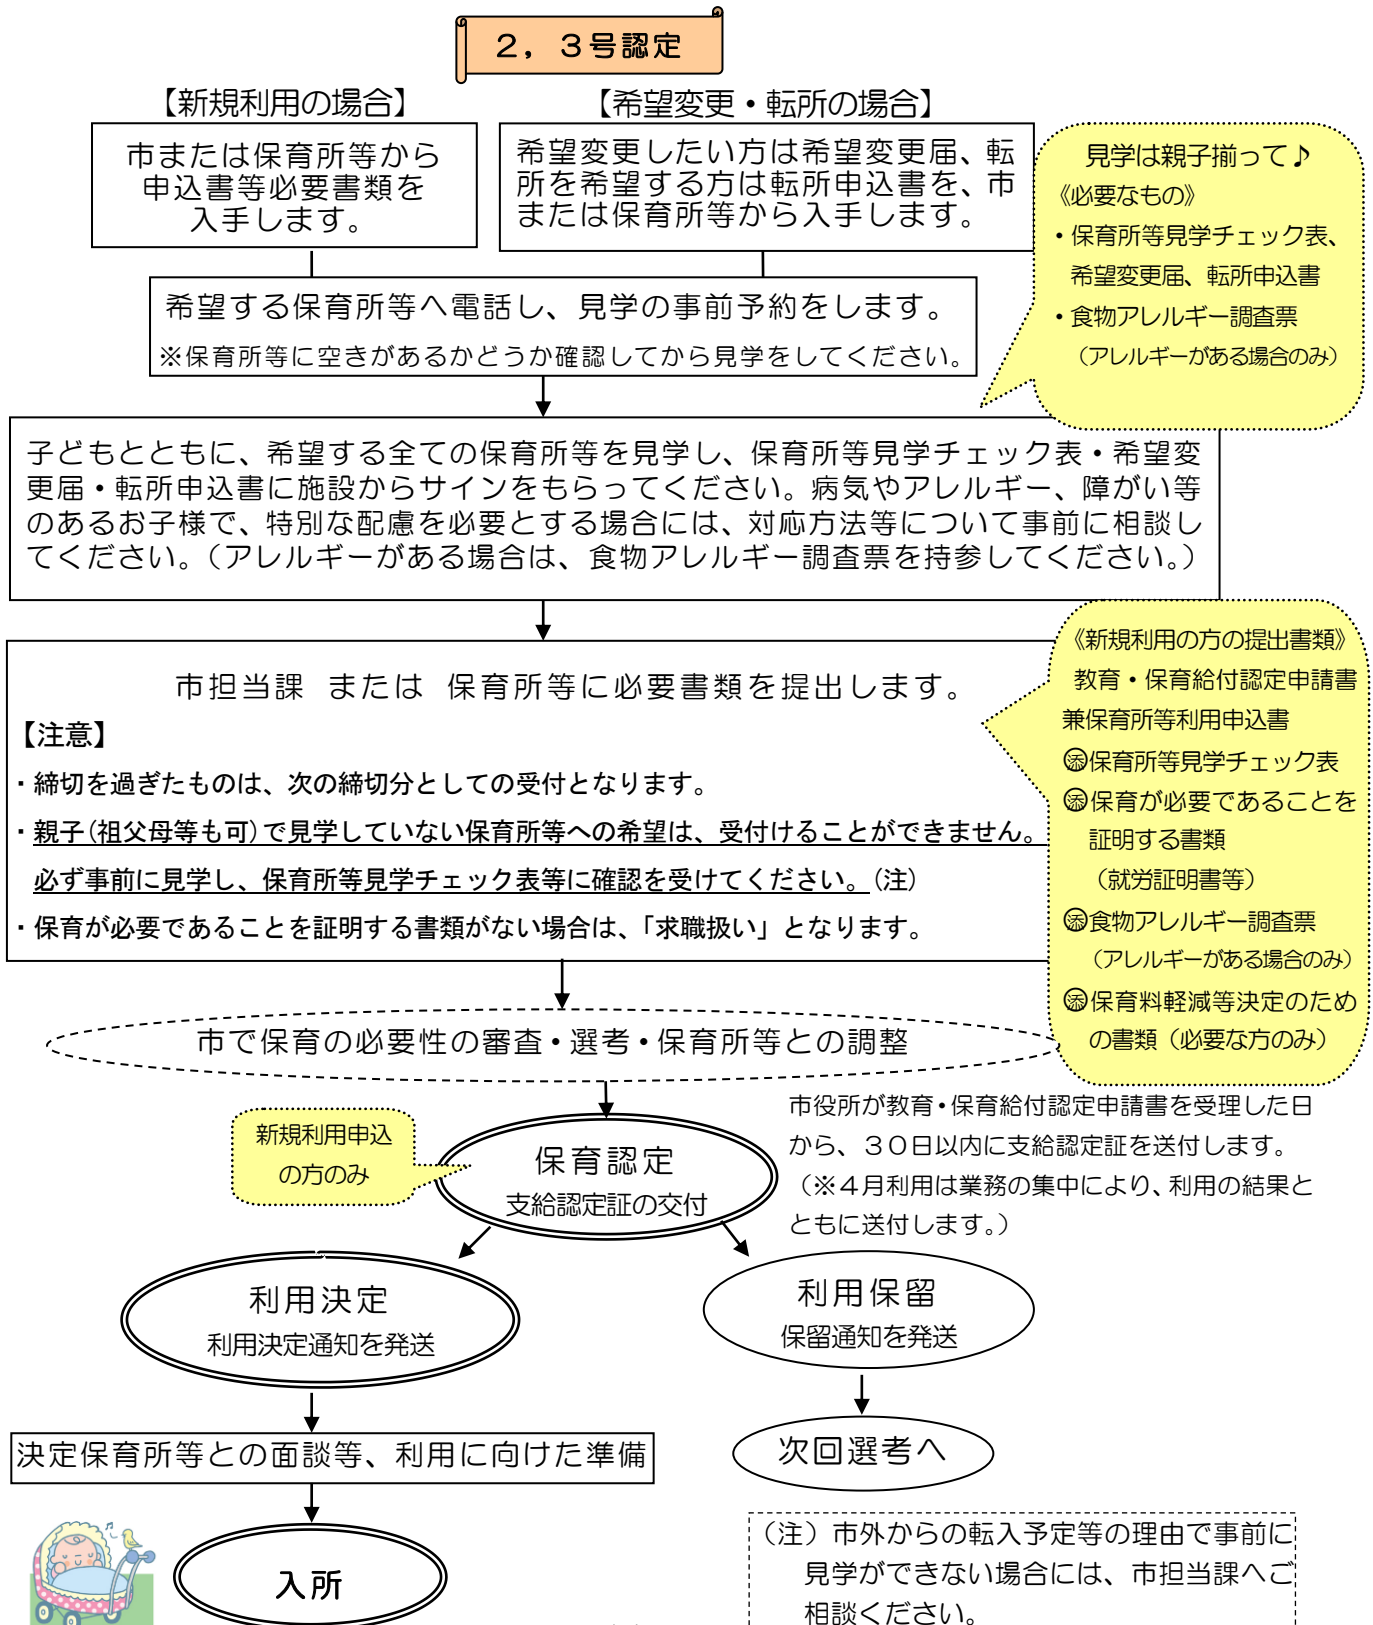 ２，３号認定
【新規利用の場合】
市または保育所等から
申込書等必要書類を
入手します。
【希望変更・転所の場合】
希望変更したい方は希望変更届、転
所を希望する方は転所申込書を、市
または保育所等から入手します。
見学は親子揃って♪
《必要なもの》
・保育所等見学チェック表、
希望変更届、転所申込書
・食物アレルギー調査票
（アレルギーがある場合のみ）
希望する保育所等へ電話し、見学の事前予約をします。
※保育所等に空きがあるかどうか確認してから見学をしてください。
子どもとともに、希望する全ての保育所等を見学し、保育所等見学チェック表・希望変
更届・転所申込書に施設からサインをもらってください。病気やアレルギー、障がい等
のあるお子様で、特別な配慮を必要とする場合には、対応方法等について事前に相談し
てください。（アレルギーがある場合は、食物アレルギー調査票を持参してください。）
市担当課 または 保育所等に必要書類を提出します。
【注意】
・締切を過ぎたものは、次の締切分としての受付となります。
・親子(祖父母等も可)で見学していない保育所等への希望は、受付けることができません。
必ず事前に見学し、保育所等見学チェック表等に確認を受けてください。(注)
・保育が必要であることを証明する書類がない場合は、「求職扱い」となります。
《新規利用の方の提出書類》
教育・保育給付認定申請書
兼保育所等利用申込書
添保育所等見学チェック表
添保育が必要であることを
証明する書類
（就労証明書等）
添食物アレルギー調査票
（アレルギーがある場合のみ）
添保育料軽減等決定のため
の書類（必要な方のみ）
市で保育の必要性の審査・選考・保育所等との調整
新規利用申込
の方のみ
保育認定
支給認定証の交付
市役所が教育・保育給付認定申請書を受理した日
から、３０日以内に支給認定証を送付します。
（※４月利用は業務の集中により、利用の結果と
ともに送付します。）
利用決定
利用決定通知を発送
利用保留
保留通知を発送
決定保育所等との面談等、利用に向けた準備
次回選考へ
入所
（注）市外からの転入予定等の理由で事前に
見学ができない場合には、市担当課へご
相談ください。